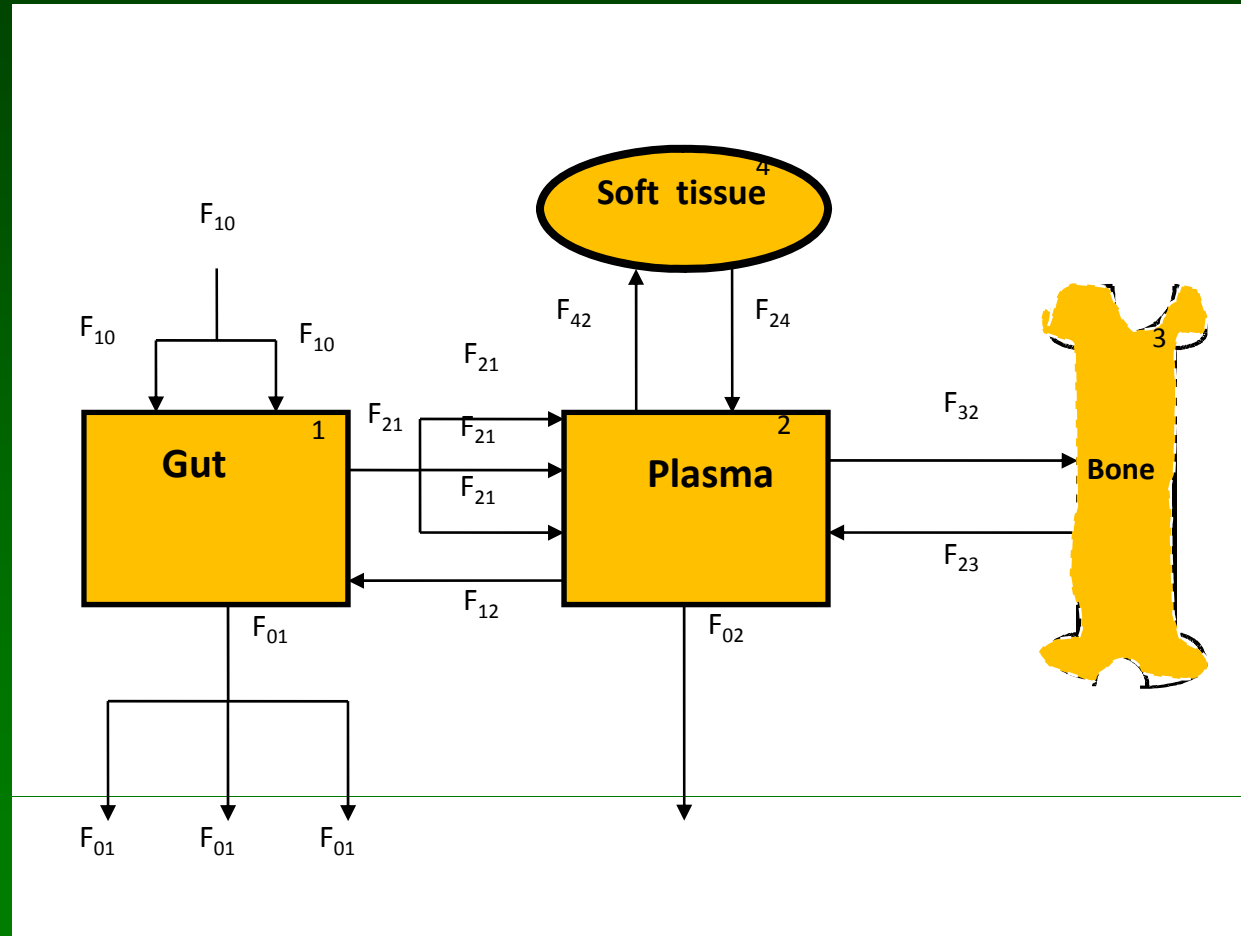 4
Soft tissue
F₁₀
F₄₂
F₂₄
F₁₀
F₁₀
3
F₂₁
F₃₂
F₂₁
F₂₁
1
2
Gut
Plasma
Bone
F₂₁
F₂₃
F₁₂
F₀₁
F₀₂
F₀₁
F₀₁
F₀₁